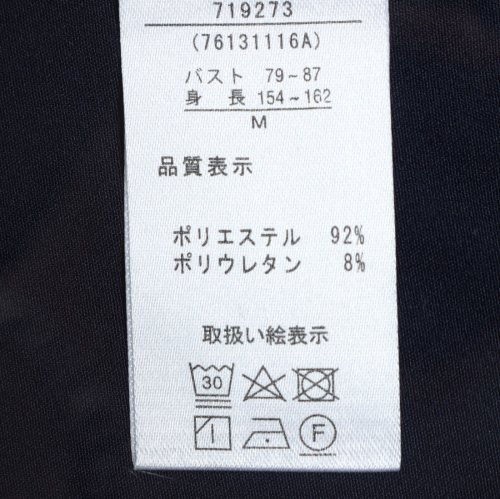 719273
(76131116A)
バスト 79~87
身 長 154~162
M
品質表示
ポリエステル 92%
ポリウレタン 8%
取扱い絵表示
30
F